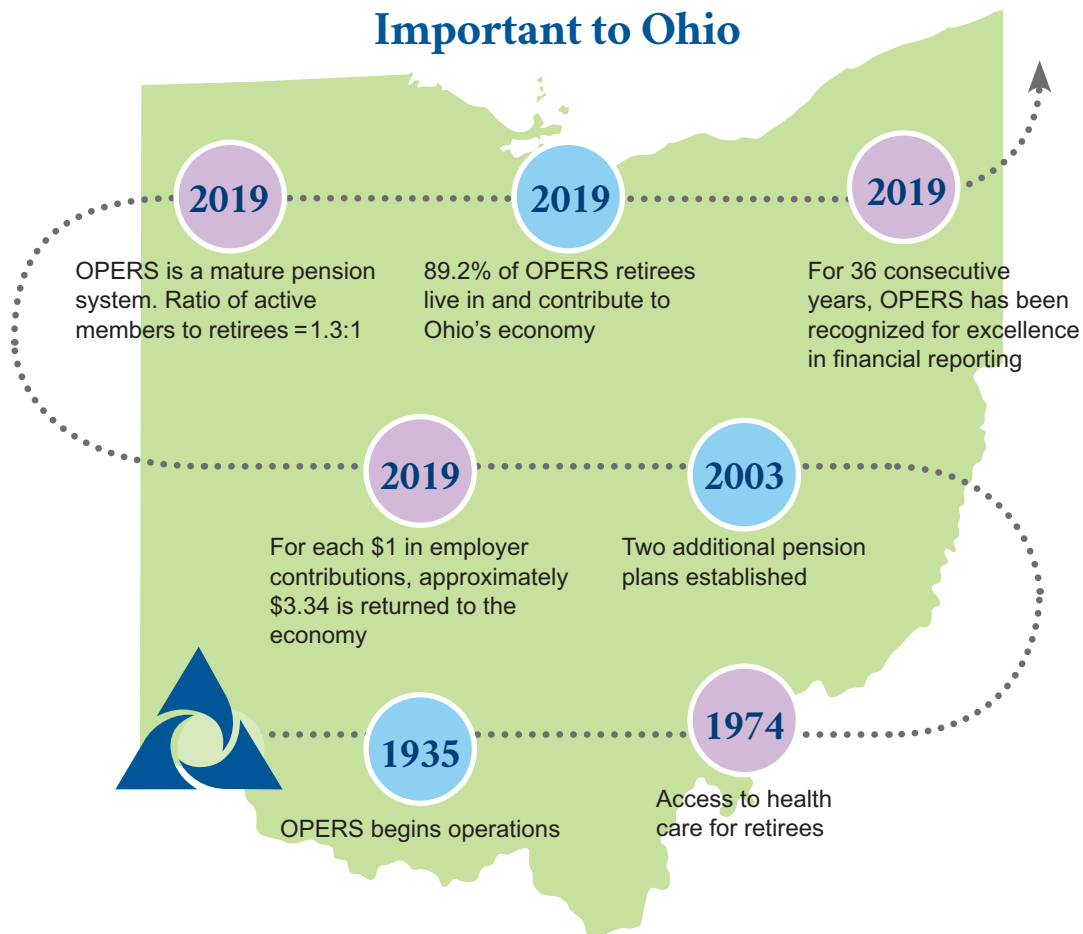 Important to Ohio
2019
OPERS is a mature pension
system. Ratio of active
members to retirees =1.3:1
2019
89.2% of OPERS retirees
live in and contribute to
Ohio's economy
2019
For 36 consecutive
years, OPERS has been
recognized for excellence
in financial reporting
2019
For each $1 in employer
contributions, approximately
$3.34 is returned to the
economy
2003
Two additional pension
plans established
1935
OPERS begins operations
1974
Access to health
care for retirees